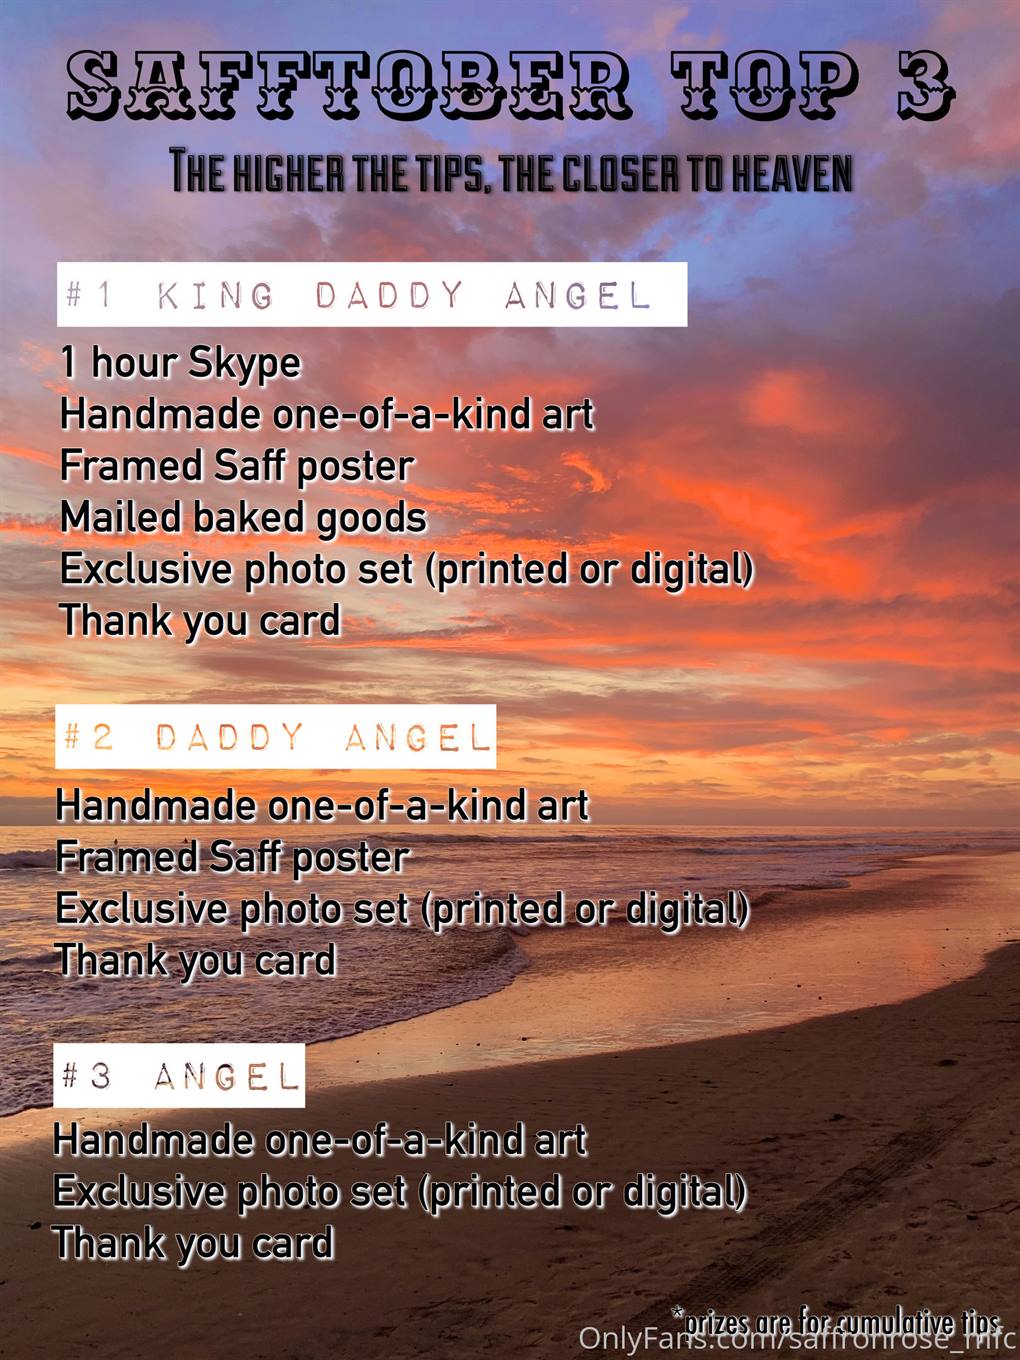 SAFFTOBER TOP 3
THE HIGHER THE TIPS, THE CLOSER TO HEAVEN
#1 KING DADDY ANGEL
1 hour Skype
Handmade one-of-a-kind art
Framed Saff poster
Mailed baked goods
Exclusive photo set (printed or digital)
Thank you card
#2 DADDY ANGEL
Handmade one-of-a-kind art
Framed Saff poster
Exclusive photo set (printed or digital)
Thank you card
#3 ANGEL
Handmade one-of-a-kind art
Exclusive photo set (printed or digital)
Thank you card
*prizes are for cumulative tips
OnlyFans.com/saffronrose_mfc